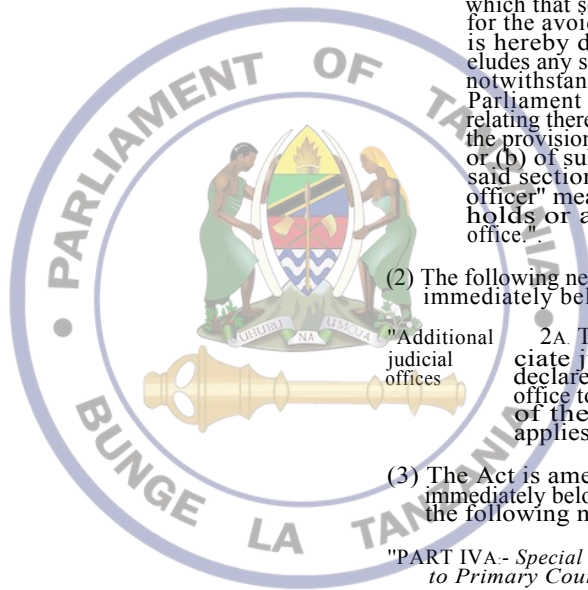 which that s
for the avoi
is hereby d
eludes any s
notwithstan
Parliament
relating there
the provision
or (b) of su
said section
officer" mea
holds or a
office.".
(2) The following ne
immediately bel
"Additional
judicial
offices
2A. T
ciate j
declare
office to
of the
applies
(3) The Act is ame
immediately belo
the following n
"PART IVA:- Special
to Primary Cou
PARLIAMENT OF TANZANIA
UHURU NA UMOJA
BUNGE LA TANZANIA